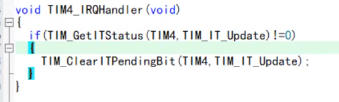 void TIM4_IRQHandler(void)
{
if(TIM_GetITStatus(TIM4,TIM_IT_Update)!=0)
{
TIM_ClearITPendingBit(TIM4,TIM_IT_Update);
}
}